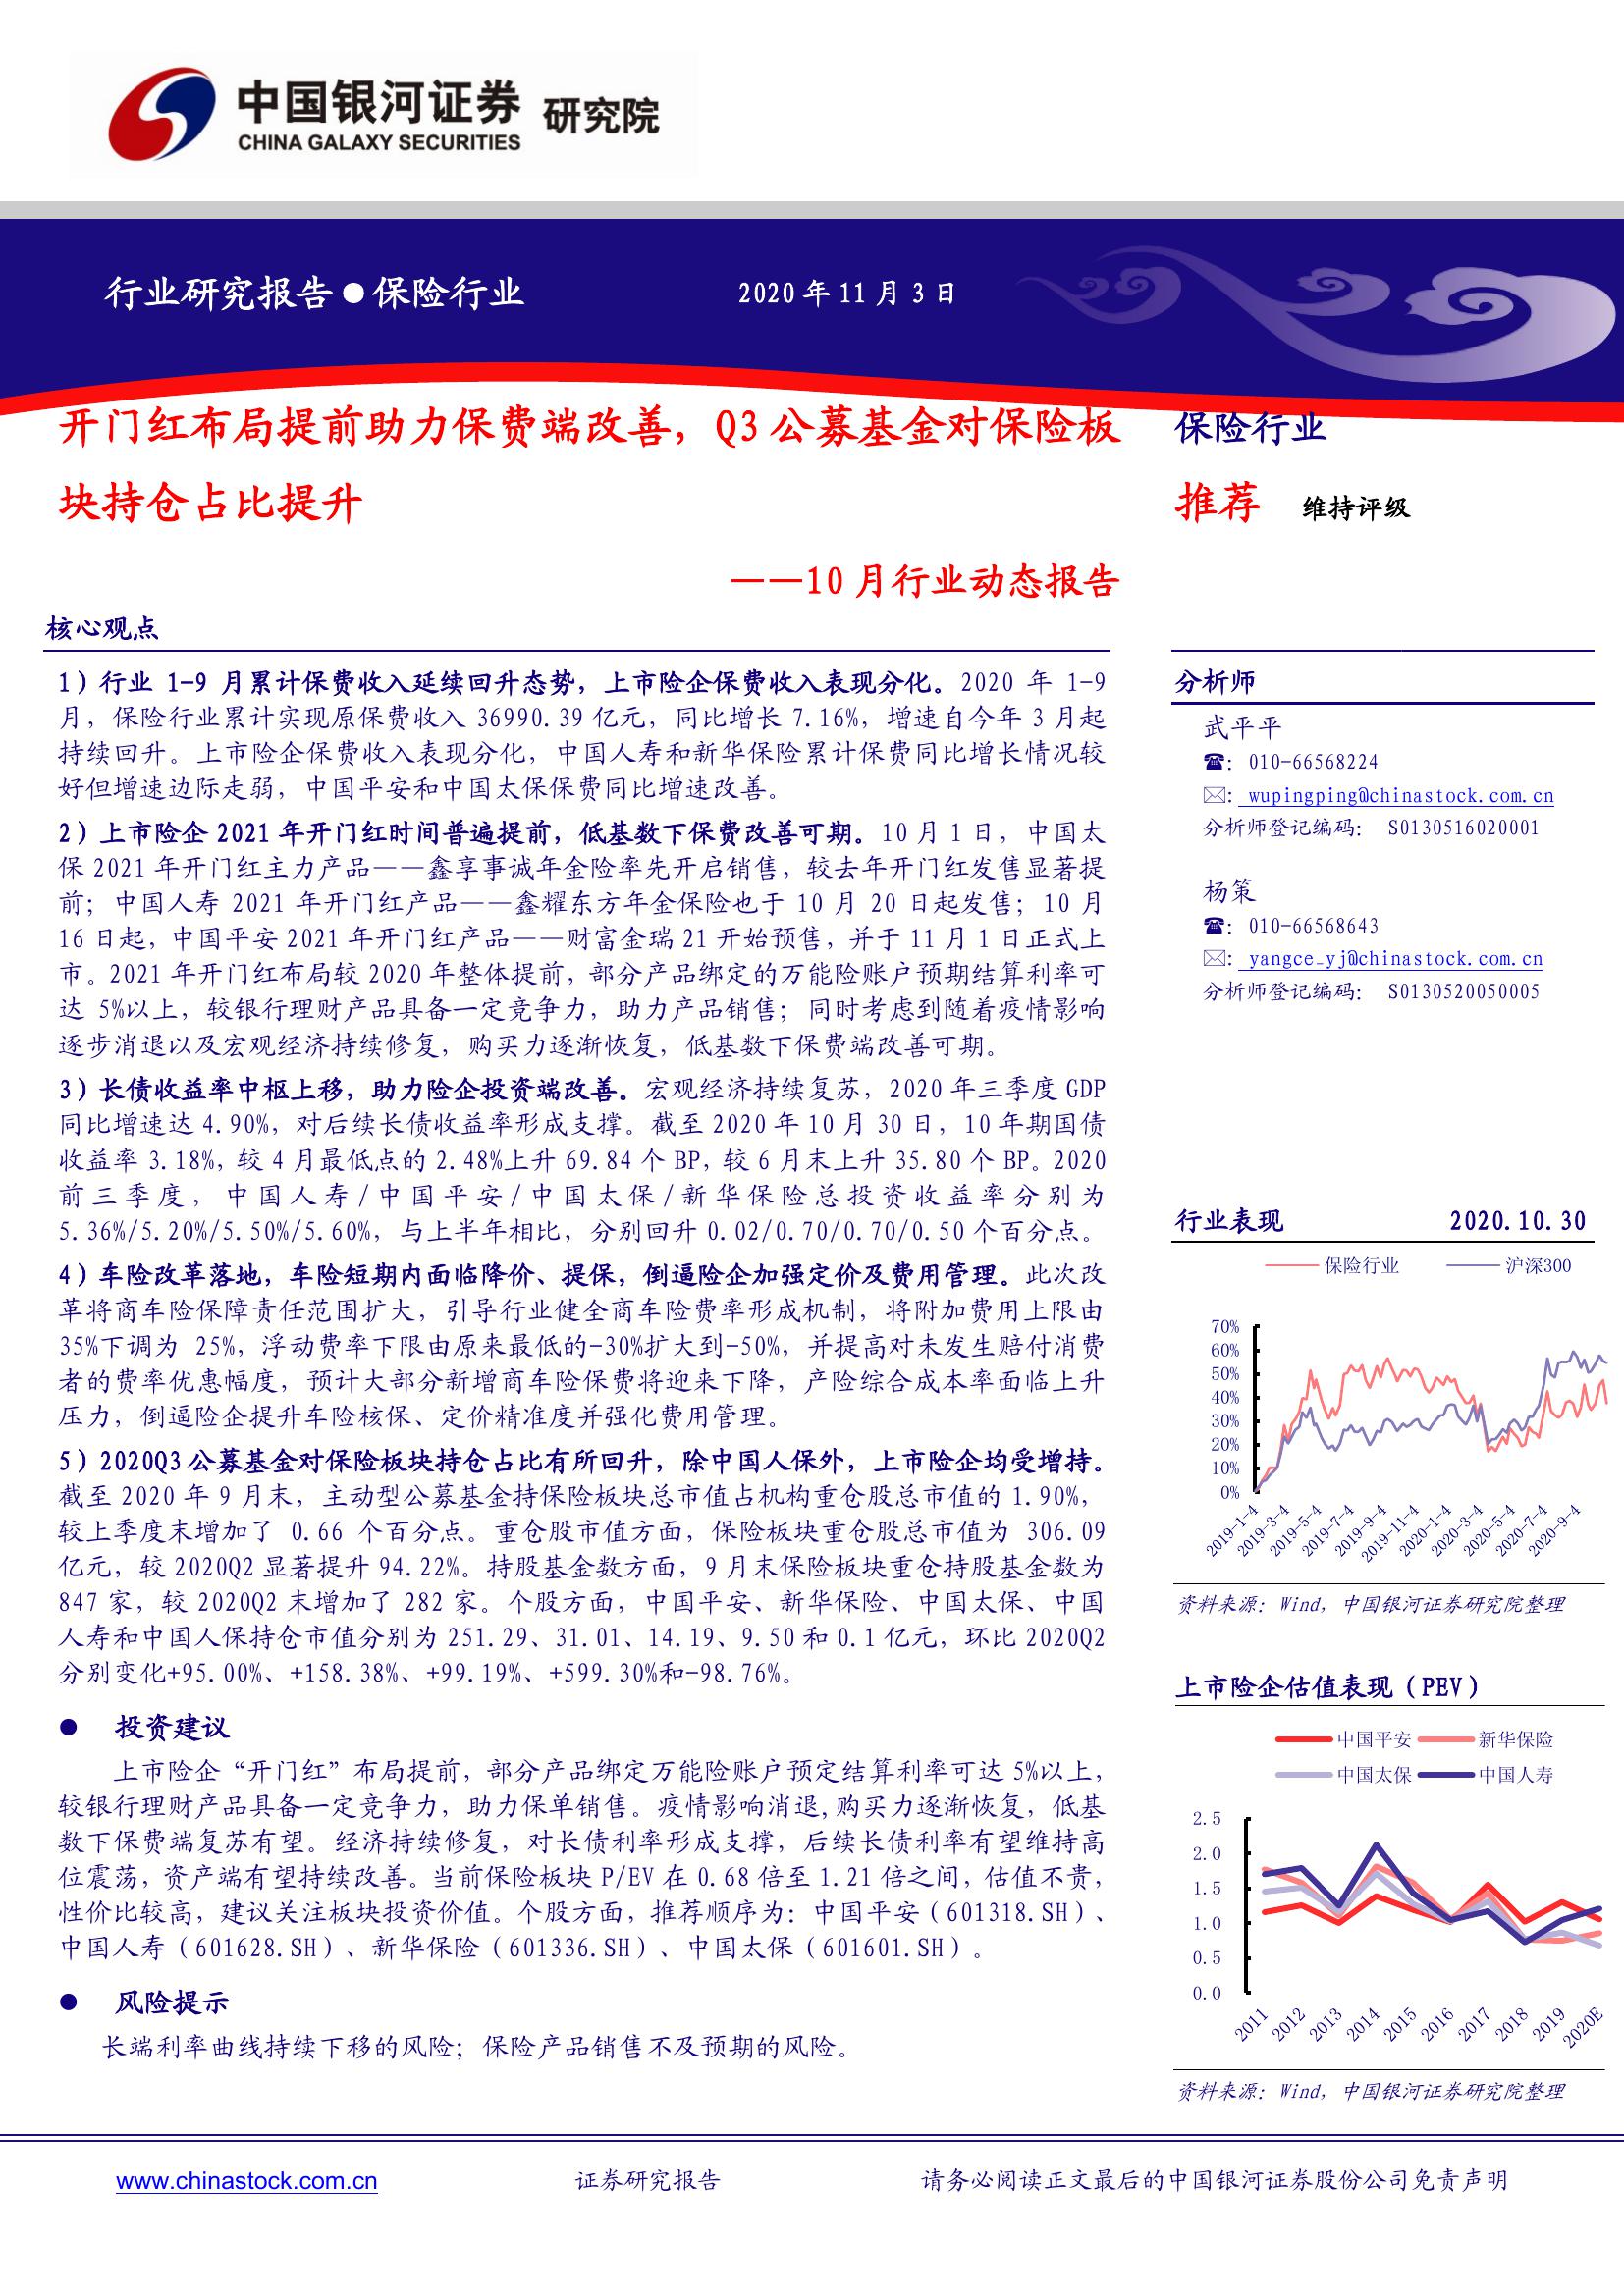 中国银河证券 研究院
CHINA GALAXY SECURITIES
行业研究报告●保险行业
2020 年 11 月 3 日
开门红布局提前助力保费端改善，Q3 公募基金对保险板
块持仓占比提升
——10 月行业动态报告
核心观点
1）行业 1-9 月累计保费收入延续回升态势，上市险企保费收入表现分化。2020 年 1-9
月，保险行业累计实现原保费收入 36990.39 亿元，同比增长 7.16%，增速自今年 3 月起
持续回升。上市险企保费收入表现分化，中国人寿和新华保险累计保费同比增长情况较
好但增速边际走弱，中国平安和中国太保保费同比增速改善。
2）上市险企 2021 年开门红时间普遍提前，低基数下保费改善可期。10 月 1 日，中国太
保 2021 年开门红主力产品——鑫享事诚年金险率先开启销售，较去年开门红发售显著提
前；中国人寿 2021 年开门红产品——鑫耀东方年金保险也于 10 月 20 日起发售；10 月
16 日起，中国平安 2021 年开门红产品——财富金瑞 21 开始预售，并于 11 月 1 日正式上
市。2021 年开门红布局较 2020 年整体提前，部分产品绑定的万能险账户预期结算利率可
达 5%以上，较银行理财产品具备一定竞争力，助力产品销售；同时考虑到随着疫情影响
逐步消退以及宏观经济持续修复，购买力逐渐恢复，低基数下保费端改善可期。
3）长债收益率中枢上移，助力险企投资端改善。宏观经济持续复苏，2020 年三季度 GDP
同比增速达 4.90%，对后续长债收益率形成支撑。截至 2020 年 10 月 30 日，10 年期国债
收益率 3.18%，较 4 月最低点的 2.48%上升 69.84 个 BP，较 6 月末上升 35.80 个 BP。2020
前三季度，中国人寿/中国平安/中国太保/新华保险总投资收益率分别为
5.36%/5.20%/5.50%/5.60%，与上半年相比，分别回升 0.02/0.70/0.70/0.50 个百分点。
4）车险改革落地，车险短期内面临降价、提保，倒逼险企加强定价及费用管理。此次改
革将商车险保障责任范围扩大，引导行业健全商车险费率形成机制，将附加费用上限由
35%下调为 25%，浮动费率下限由原来最低的-30%扩大到-50%，并提高对未发生赔付消费
者的费率优惠幅度，预计大部分新增商车险保费将迎来下降，产险综合成本率面临上升
压力，倒逼险企提升车险核保、定价精准度并强化费用管理。
5）2020Q3 公募基金对保险板块持仓占比有所回升，除中国人保外，上市险企均受增持。
截至 2020 年 9 月末，主动型公募基金持保险板块总市值占机构重仓股总市值的 1.90%，
较上季度末增加了 0.66 个百分点。重仓股市值方面，保险板块重仓股总市值为 306.09
亿元，较 2020Q2 显著提升 94.22%。持股基金数方面，9 月末保险板块重仓持股基金数为
847 家，较 2020Q2 末增加了 282 家。个股方面，中国平安、新华保险、中国太保、中国
人寿和中国人保持仓市值分别为 251.29、31.01、14.19、9.50 和 0.1 亿元，环比 2020Q2
分别变化+95.00%、+158.38%、+99.19%、+599.30%和-98.76%。
● 投资建议
上市险企“开门红”布局提前，部分产品绑定万能险账户预定结算利率可达 5%以上，
较银行理财产品具备一定竞争力，助力保单销售。疫情影响消退,购买力逐渐恢复，低基
数下保费端复苏有望。经济持续修复，对长债利率形成支撑，后续长债利率有望维持高
位震荡，资产端有望持续改善。当前保险板块 P/EV 在 0.68 倍至 1.21 倍之间，估值不贵，
性价比较高，建议关注板块投资价值。个股方面，推荐顺序为：中国平安（601318.SH）、
中国人寿（601628.SH）、新华保险（601336.SH）、中国太保（601601.SH）。
● 风险提示
长端利率曲线持续下移的风险；保险产品销售不及预期的风险。
保险行业
推荐 维持评级
分析师
武平平
☎：010-66568224
✉：wupingping@chinastock.com.cn
分析师登记编码： S0130516020001
杨策
☎：010-66568643
✉：yangce_yj@chinastock.com.cn
分析师登记编码： S0130520050005
行业表现 2020.10.30
保险行业 沪深300
70%
60%
50%
40%
30%
20%
10%
0%
2019-1-4
2019-3-4
2019-5-4
2019-7-4
2019-9-4
2019-11-4
2020-1-4
2020-3-4
2020-5-4
2020-7-4
2020-9-4
资料来源：Wind，中国银河证券研究院整理
上市险企估值表现（PEV）
中国平安 新华保险
中国太保 中国人寿
2.5
2.0
1.5
1.0
0.5
0.0
2011
2012
2013
2014
2015
2016
2017
2018
2019
2020E
资料来源：Wind，中国银河证券研究院整理
www.chinastock.com.cn
证券研究报告
请务必阅读正文最后的中国银河证券股份公司免责声明